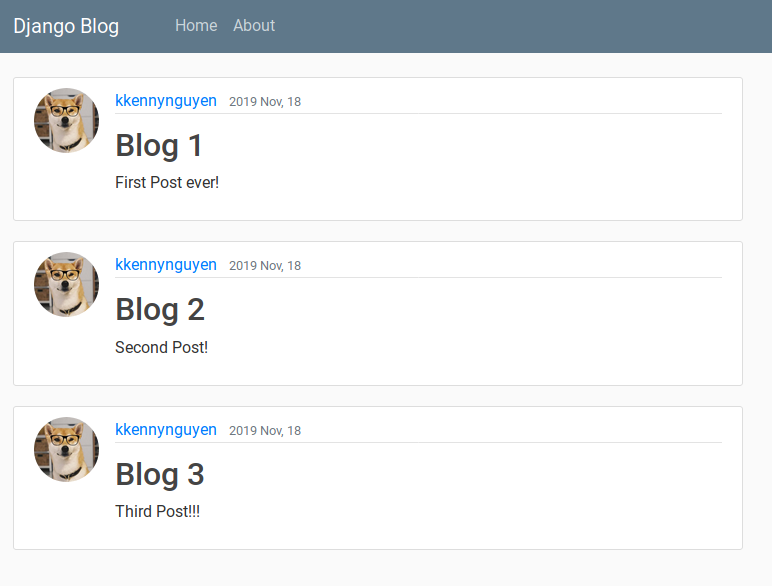 Django Blog Home About
kkennynguyen 2019 Nov, 18
Blog 1
First Post ever!
kkennynguyen 2019 Nov, 18
Blog 2
Second Post!
kkennynguyen 2019 Nov, 18
Blog 3
Third Post!!!